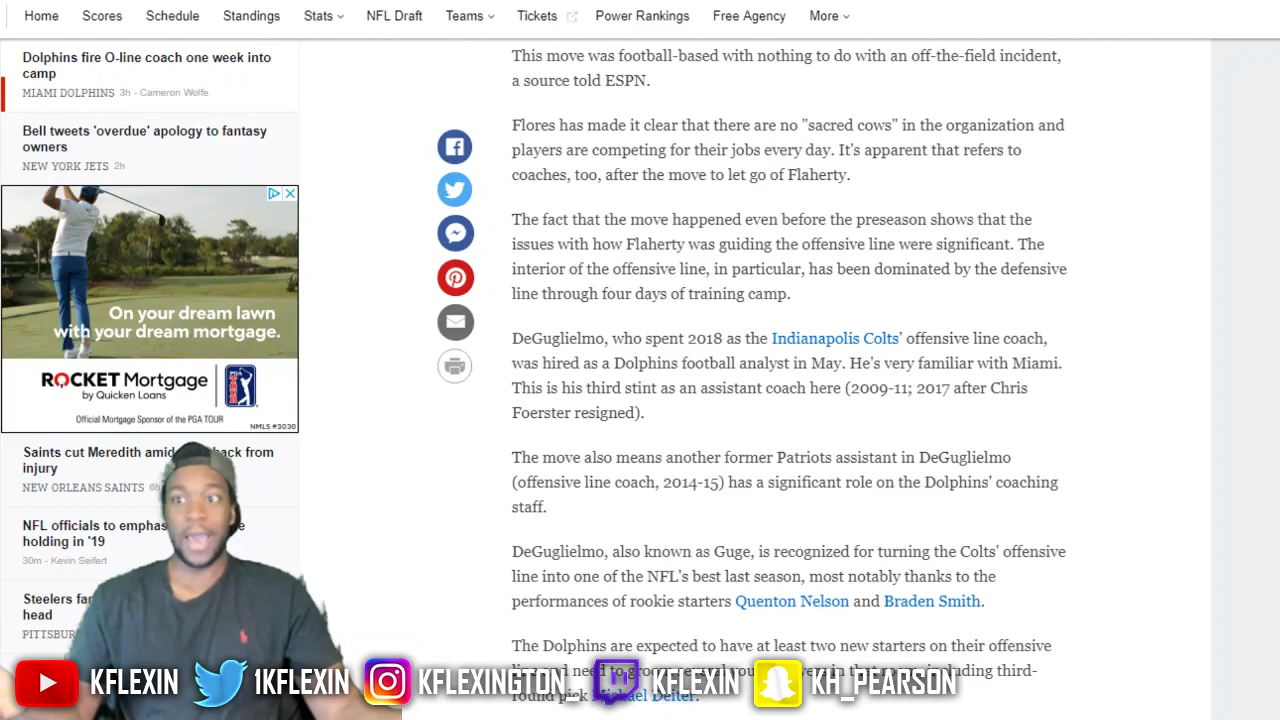 Home Scores Schedule Standings Stats NFL Draft Teams Tickets Power Rankings Free Agency More
Dolphins fire O-line coach one week into
camp
MIAMI DOLPHINS 3h - Cameron Wolfe
Bell tweets 'overdue' apology to fantasy
owners
NEW YORK JETS 2h
On your dream lawn
with your dream mortgage.
ROCKET Mortgage
by Quicken Loans
PGA TOUR
Official Mortgage Sponsor of the PGA TOUR
NMLS #3030
Saints cut Meredith amid back from
injury
NEW ORLEANS SAINTS
NFL officials to
holding in '19
30m - Kevin Seifert
Steelers
head
This move was football-based with nothing to do with an off-the-field incident,
a source told ESPN.
Flores has made it clear that there are no "sacred cows" in the organization and
players are competing for their jobs every day. It's apparent that refers to
coaches, too, after the move to let go of Flaherty.
The fact that the move happened even before the preseason shows that the
issues with how Flaherty was guiding the offensive line were significant. The
interior of the offensive line, in particular, has been dominated by the defensive
line through four days of training camp.
DeGuglielmo, who spent 2018 as the Indianapolis Colts' offensive line coach,
was hired as a Dolphins football analyst in May. He's very familiar with Miami.
This is his third stint as an assistant coach here (2009-11; 2017 after Chris
Foerster resigned).
The move also means another former Patriots assistant in DeGuglielmo
(offensive line coach, 2014-15) has a significant role on the Dolphins' coaching
staff.
DeGuglielmo, also known as Guge, is recognized for turning the Colts' offensive
line into one of the NFL's best last season, most notably thanks to the
performances of rookie starters Quenton Nelson and Braden Smith.
The Dolphins are expected to have at least two new starters on their offensive
line and need to groom in that group, including third-
round pick Michael Deiter.
KFLEXIN 1KFLEXIN KFLEXINGTON_ KFLEXIN KH_PEARSON